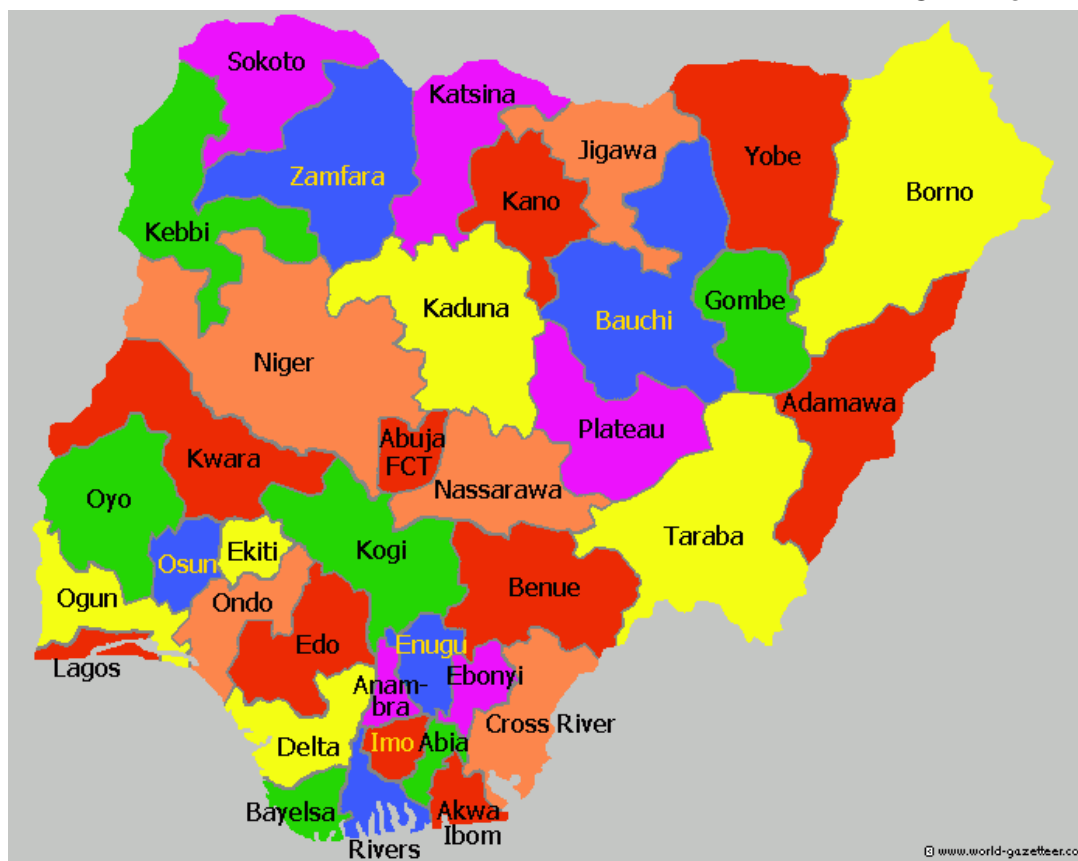 Sokoto
Katsina
Jigawa
Yobe
Zamfara
Borno
Kano
Kebbi
Gombe
Kaduna
Bauchi
Niger
Adamawa
Plateau
Abuja
FCT
Kwara
Nassarawa
Oyo
Taraba
Kogi
Ekiti
Osun
Benue
Ogun
Ondo
Edo
Enugu
Lagos
Ebonyi
Anam-
bra
Cross River
Delta
Imo
Abia
Bayelsa
Akwa
Ibom
Rivers
© www.world-gazetteer.co